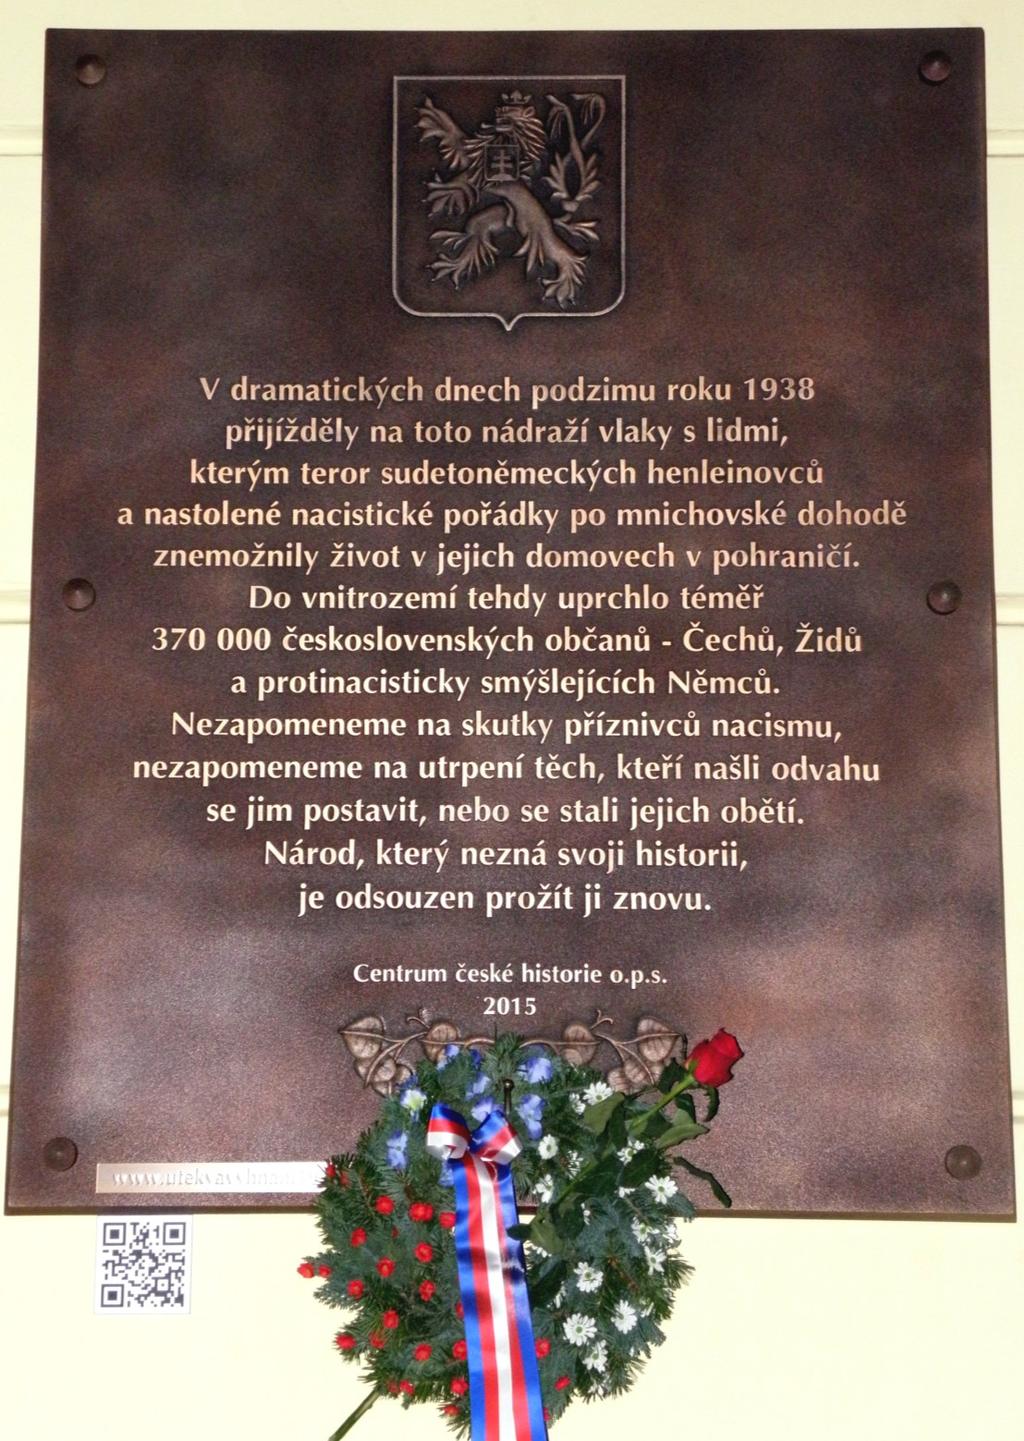 V dramatických dnech podzimu roku 1938
přijížděly na toto nádraží vlaky s lidmi,
kterým teror sudetoněmeckých henleinovců
a nastolené nacistické pořádky po mnichovské dohodě
znemožnily život v jejich domovech v pohraničí.
Do vnitrozemí tehdy uprchlo téměř
370 000 československých občanů - Čechů, Židů
a protinacisticky smýšlejících Němců.
Nezapomeneme na skutky příznivců nacismu,
nezapomeneme na utrpení těch, kteří našli odvahu
se jim postavit, nebo se stali jejich obětí.
Národ, který nezná svoji historii,
je odsouzen prožít ji znovu.
Centrum české historie o.p.s.
2015